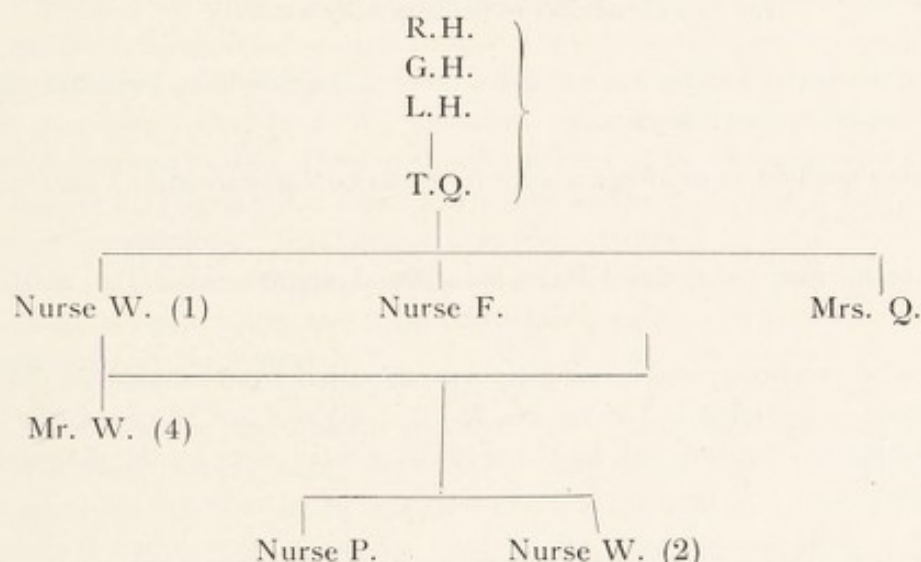 R.H.
G.H.
L.H.
T.Q.
Nurse W. (1) Nurse F. Mrs. Q.
Mr. W. (4)
Nurse P. Nurse W. (2)